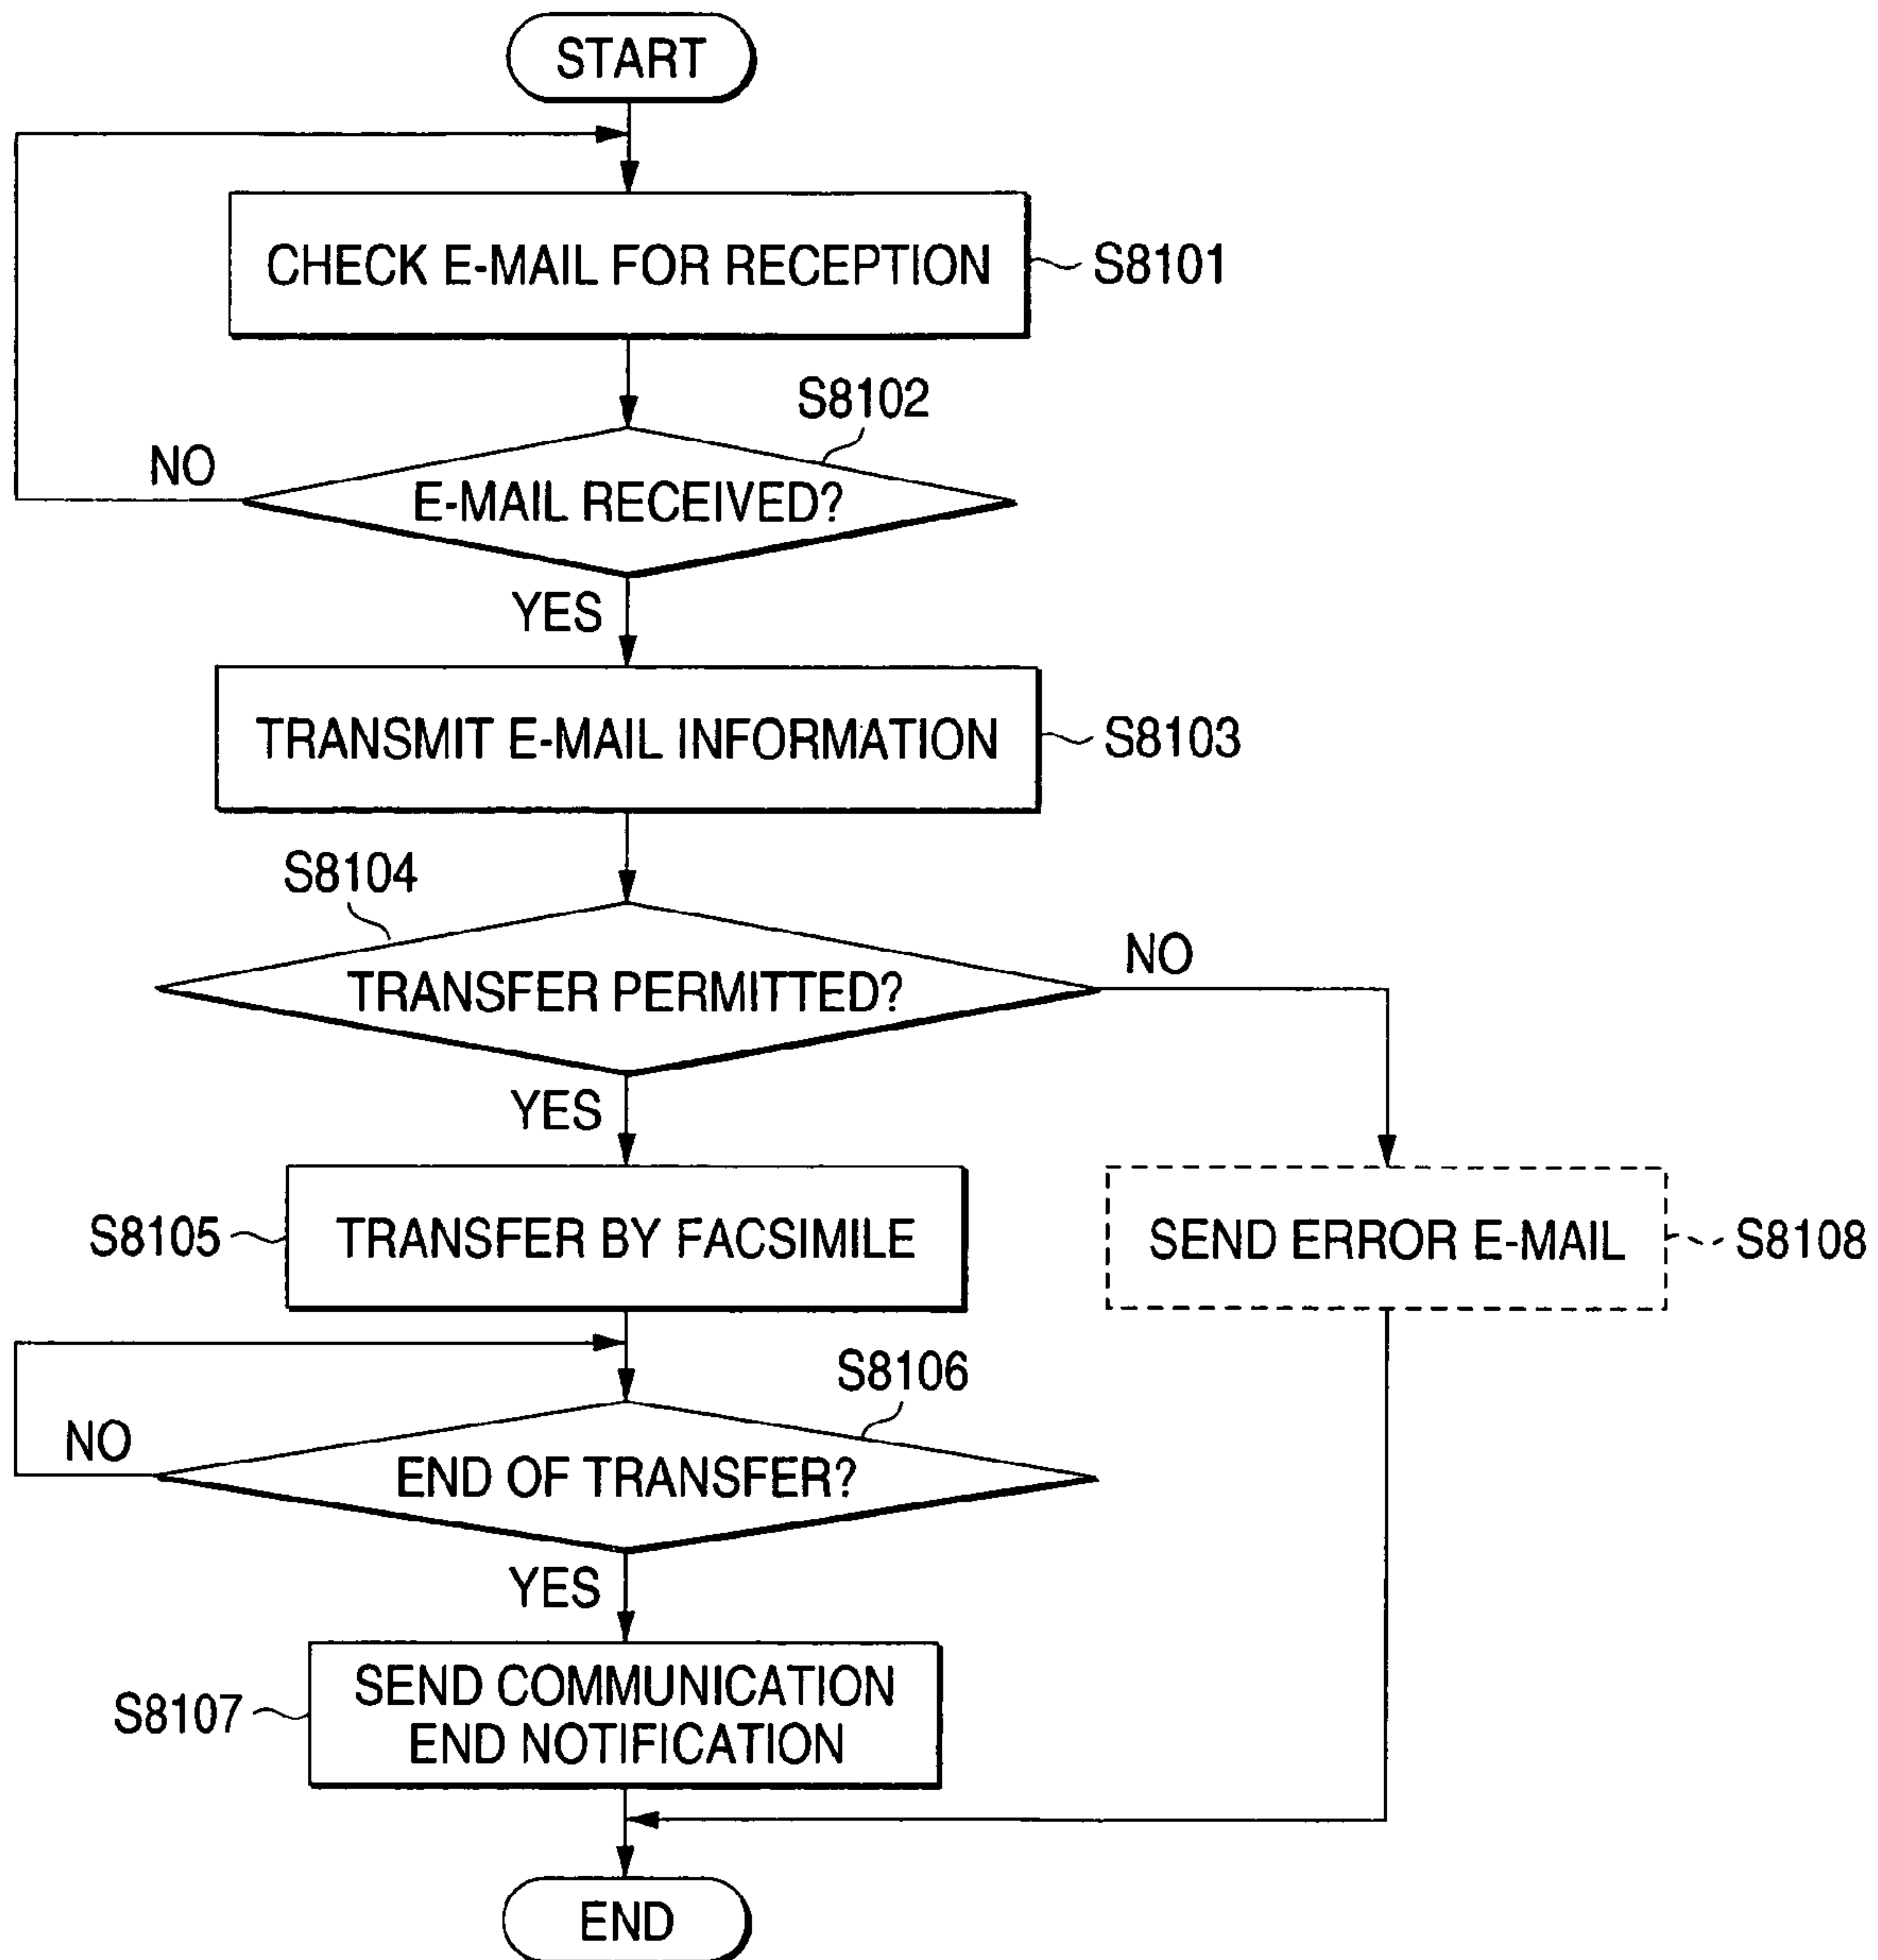 START
CHECK E-MAIL FOR RECEPTION
S8101
S8102
NO
E-MAIL RECEIVED?
YES
TRANSMIT E-MAIL INFORMATION
S8103
S8104
NO
TRANSFER PERMITTED?
YES
S8105
TRANSFER BY FACSIMILE
SEND ERROR E-MAIL
S8108
S8106
NO
END OF TRANSFER?
YES
S8107
SEND COMMUNICATION
END NOTIFICATION
END